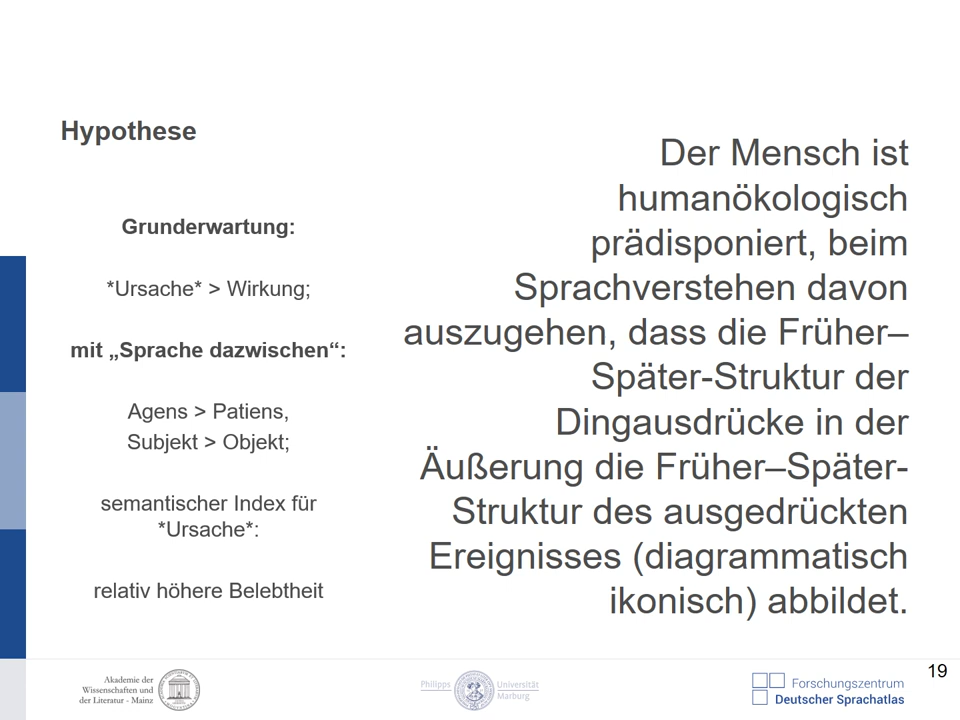 Hypothese
Grunderwartung:
*Ursache* > Wirkung;
mit „Sprache dazwischen“:
Agens > Patiens,
Subjekt > Objekt;
semantischer Index für
*Ursache*:
relativ höhere Belebtheit
Der Mensch ist
humanökologisch
prädisponiert, beim
Sprachverstehen davon
auszugehen, dass die Früher–
Später-Struktur der
Dingausdrücke in der
Äußerung die Früher–Später-
Struktur des ausgedrückten
Ereignisses (diagrammatisch
ikonisch) abbildet.
Akademie der
Wissenschaften und
der Literatur - Mainz
Philipps Universität
Marburg
Forschungszentrum
Deutscher Sprachatlas
19